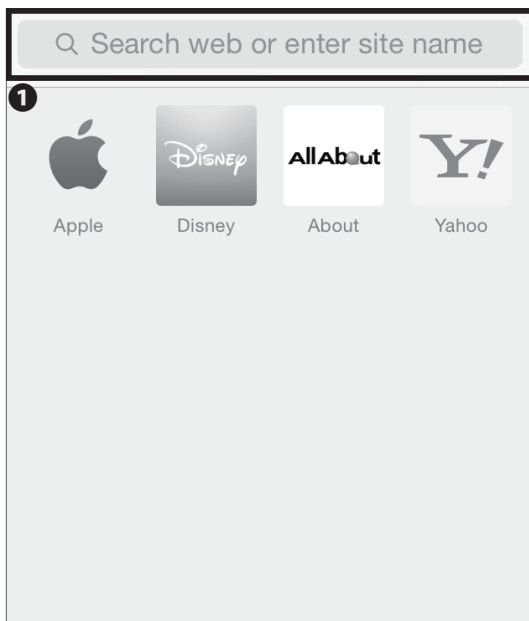 Search web or enter site name
1
Disney
AllAbout
Y!
Apple Disney About Yahoo